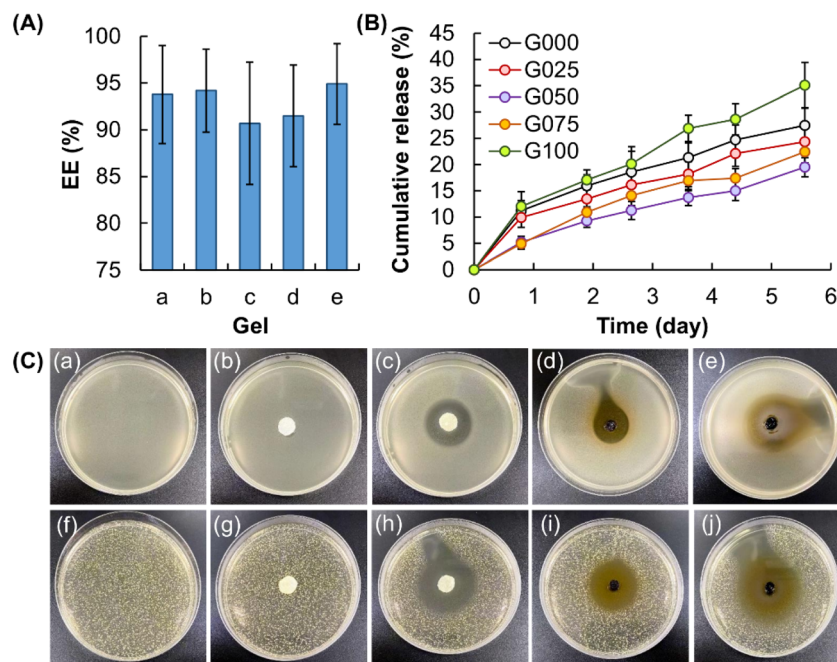 (A)
100
95
90
85
80
75
EE (%)
a b c d e
Gel
(B)
45
40
35
30
25
20
15
10
5
0
Cumulative release (%)
G000
G025
G050
G075
G100
0 1 2 3 4 5 6
Time (day)
(C)
(a) (b) (c) (d) (e)
(f) (g) (h) (i) (j)